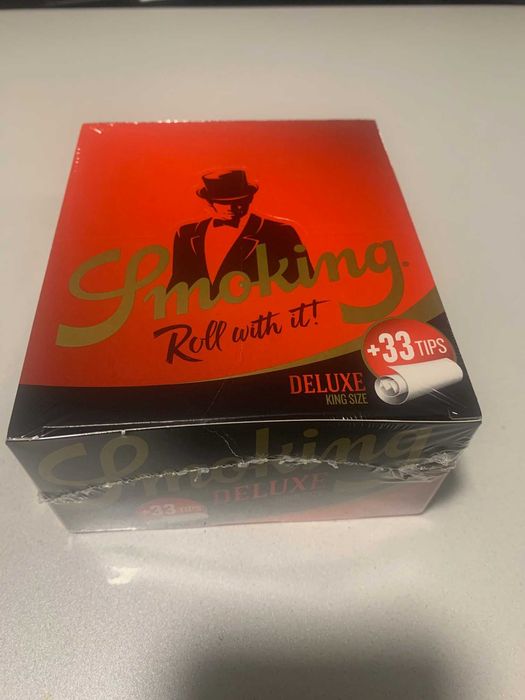 Smoking®
Roll with it!
+33 TIPS
DELUXE
KING SIZE
Smoking
DELUXE
+33 TIPS